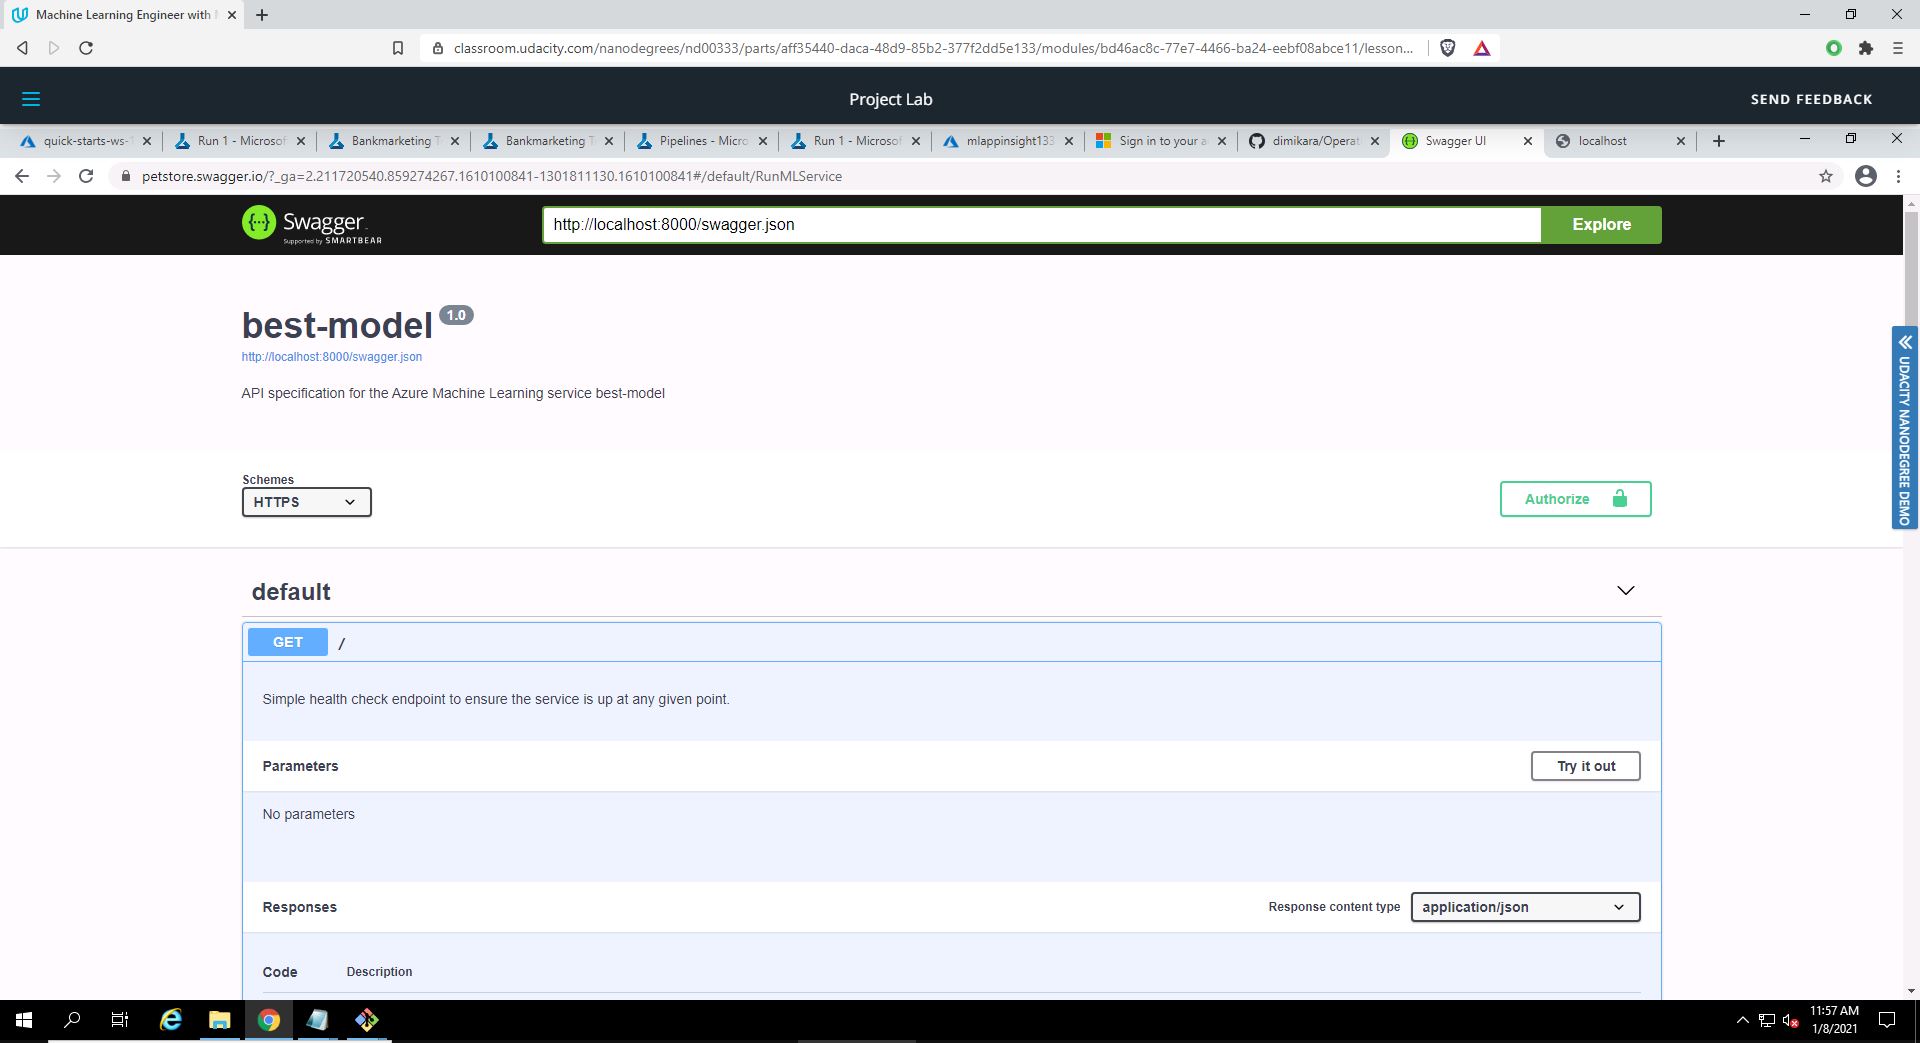 Machine Learning Engineer with
classroom.udacity.com/nanodegrees/nd00333/parts/aff35440-daca-48d9-85b2-377f2dd5e133/modules/bd46ac8c-77e7-4466-ba24-eebf08abce11/lesson...
Project Lab
SEND FEEDBACK
quick-starts-ws-1
Run 1 - Microsof
Bankmarketing T
Bankmarketing T
Pipelines - Micro
Run 1 - Microsof
mlappinsight133
Sign in to your a
dimikara/Operat
Swagger UI
localhost
petstore.swagger.io/?_ga=2.211720540.859274267.1610100841-1301811130.1610100841#/default/RunMLService
Swagger
Supported by SMARTBEAR
http://localhost:8000/swagger.json
Explore
best-model 1.0
http://localhost:8000/swagger.json
API specification for the Azure Machine Learning service best-model
UDACITY NANODEGREE DEMO
Schemes
HTTPS
Authorize
default
GET /
Simple health check endpoint to ensure the service is up at any given point.
Parameters
Try it out
No parameters
Responses
Response content type
application/json
Code Description
11:57 AM
1/8/2021